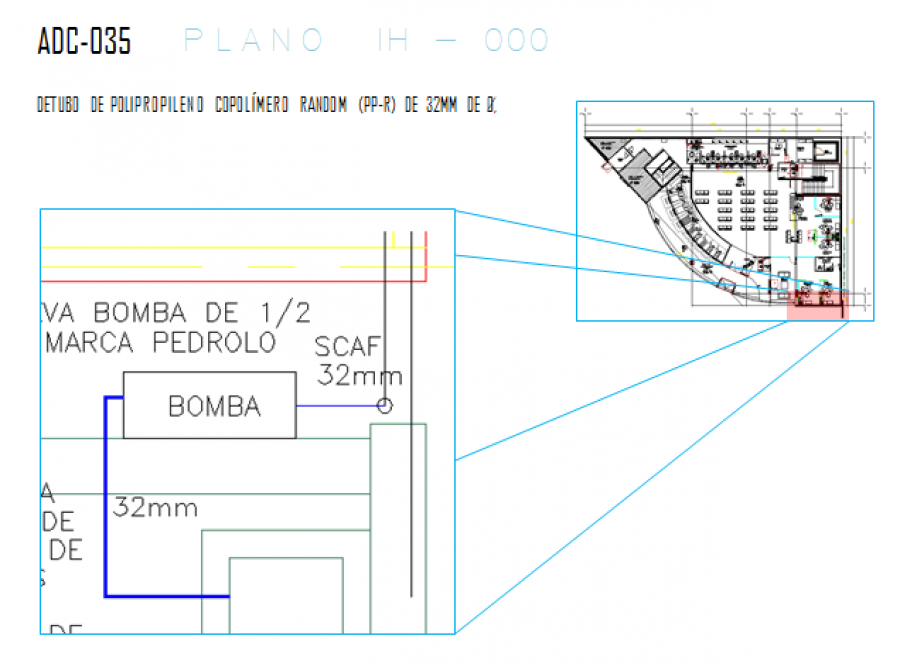 ADC-035 PLANO IH - 000
DETUBO DE POLIPROPILENO COPOLÍMERO RANDOM (PP-R) DE 32MM DE Ø,
VA BOMBA DE 1/2
MARCA PEDROLO
SCAF
32mm
BOMBA
32mm
A
DE
DE
S
DE